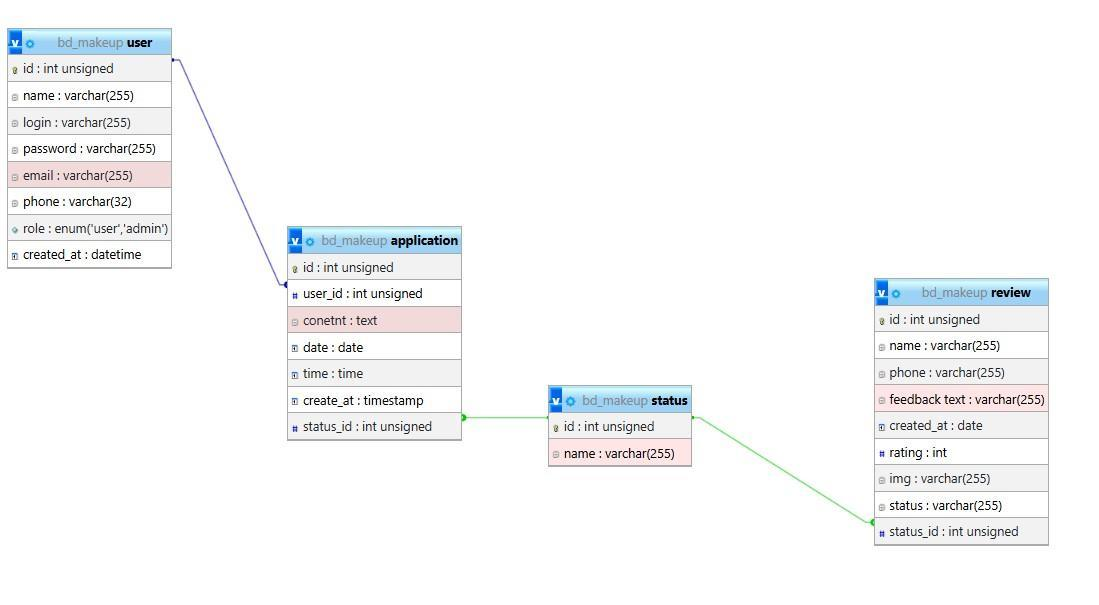 v bd_makeup user
id : int unsigned
name : varchar(255)
login : varchar(255)
password : varchar(255)
email : varchar(255)
phone : varchar(32)
role : enum('user','admin')
created_at : datetime
v bd_makeup application
id : int unsigned
# user_id : int unsigned
conetnt : text
date : date
time : time
create_at : timestamp
# status_id : int unsigned
v bd_makeup status
id : int unsigned
name : varchar(255)
v bd_makeup review
id : int unsigned
name : varchar(255)
phone : varchar(255)
feedback text : varchar(255)
created_at : date
# rating : int
img : varchar(255)
status : varchar(255)
# status_id : int unsigned